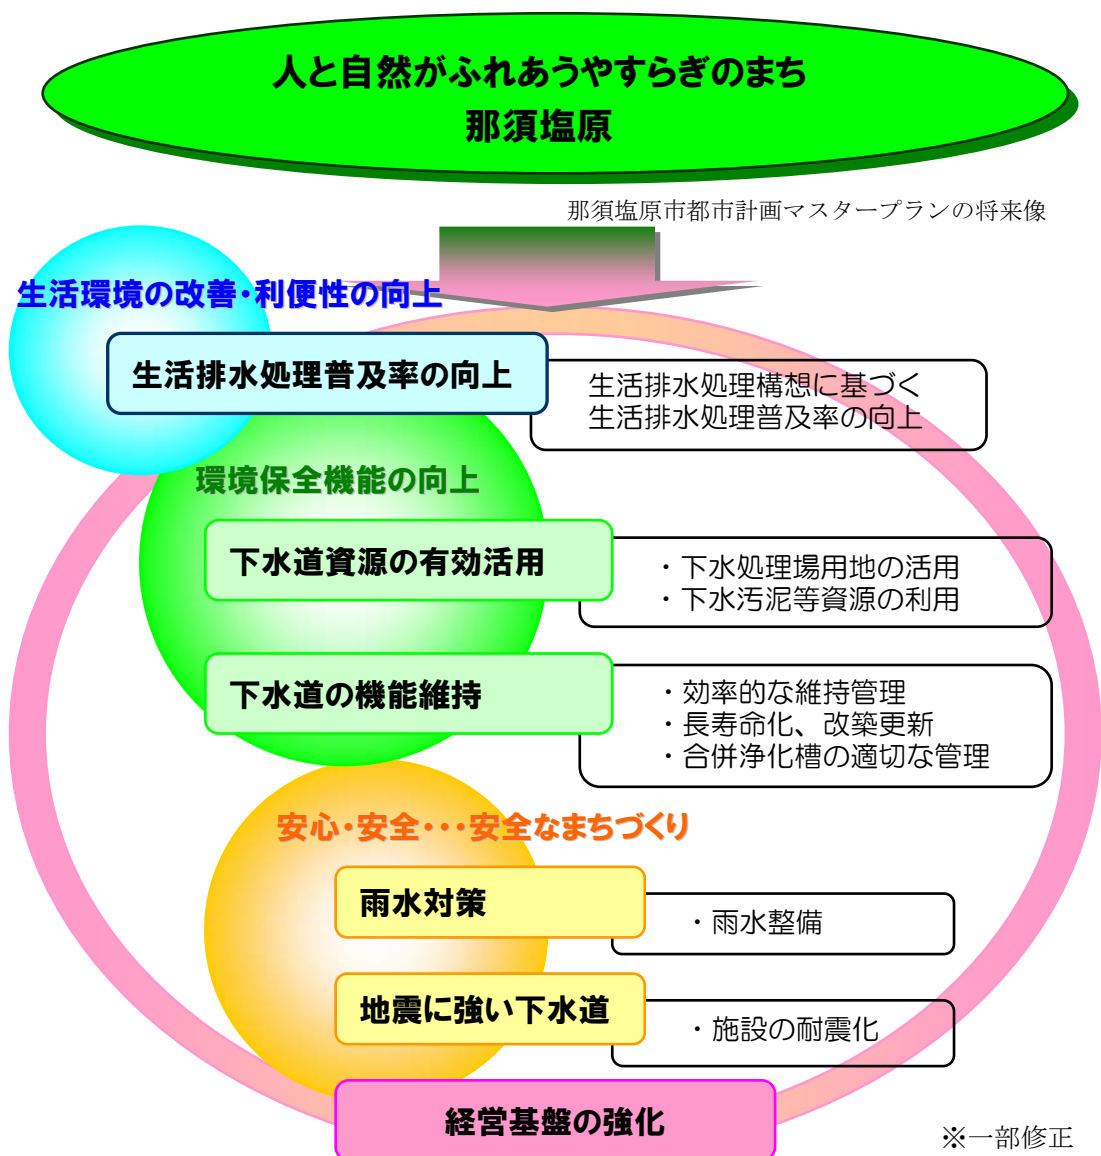 人と自然がふれあうやすらぎのまち
那須塩原
那須塩原市都市計画マスタープランの将来像
生活環境の改善・利便性の向上
生活排水処理普及率の向上
生活排水処理構想に基づく
生活排水処理普及率の向上
環境保全機能の向上
下水道資源の有効活用
・下水処理場用地の活用
・下水汚泥等資源の利用
下水道の機能維持
・効率的な維持管理
・長寿命化、改築更新
・合併浄化槽の適切な管理
安心・安全・・・安全なまちづくり
雨水対策
・雨水整備
地震に強い下水道
・施設の耐震化
経営基盤の強化
※一部修正